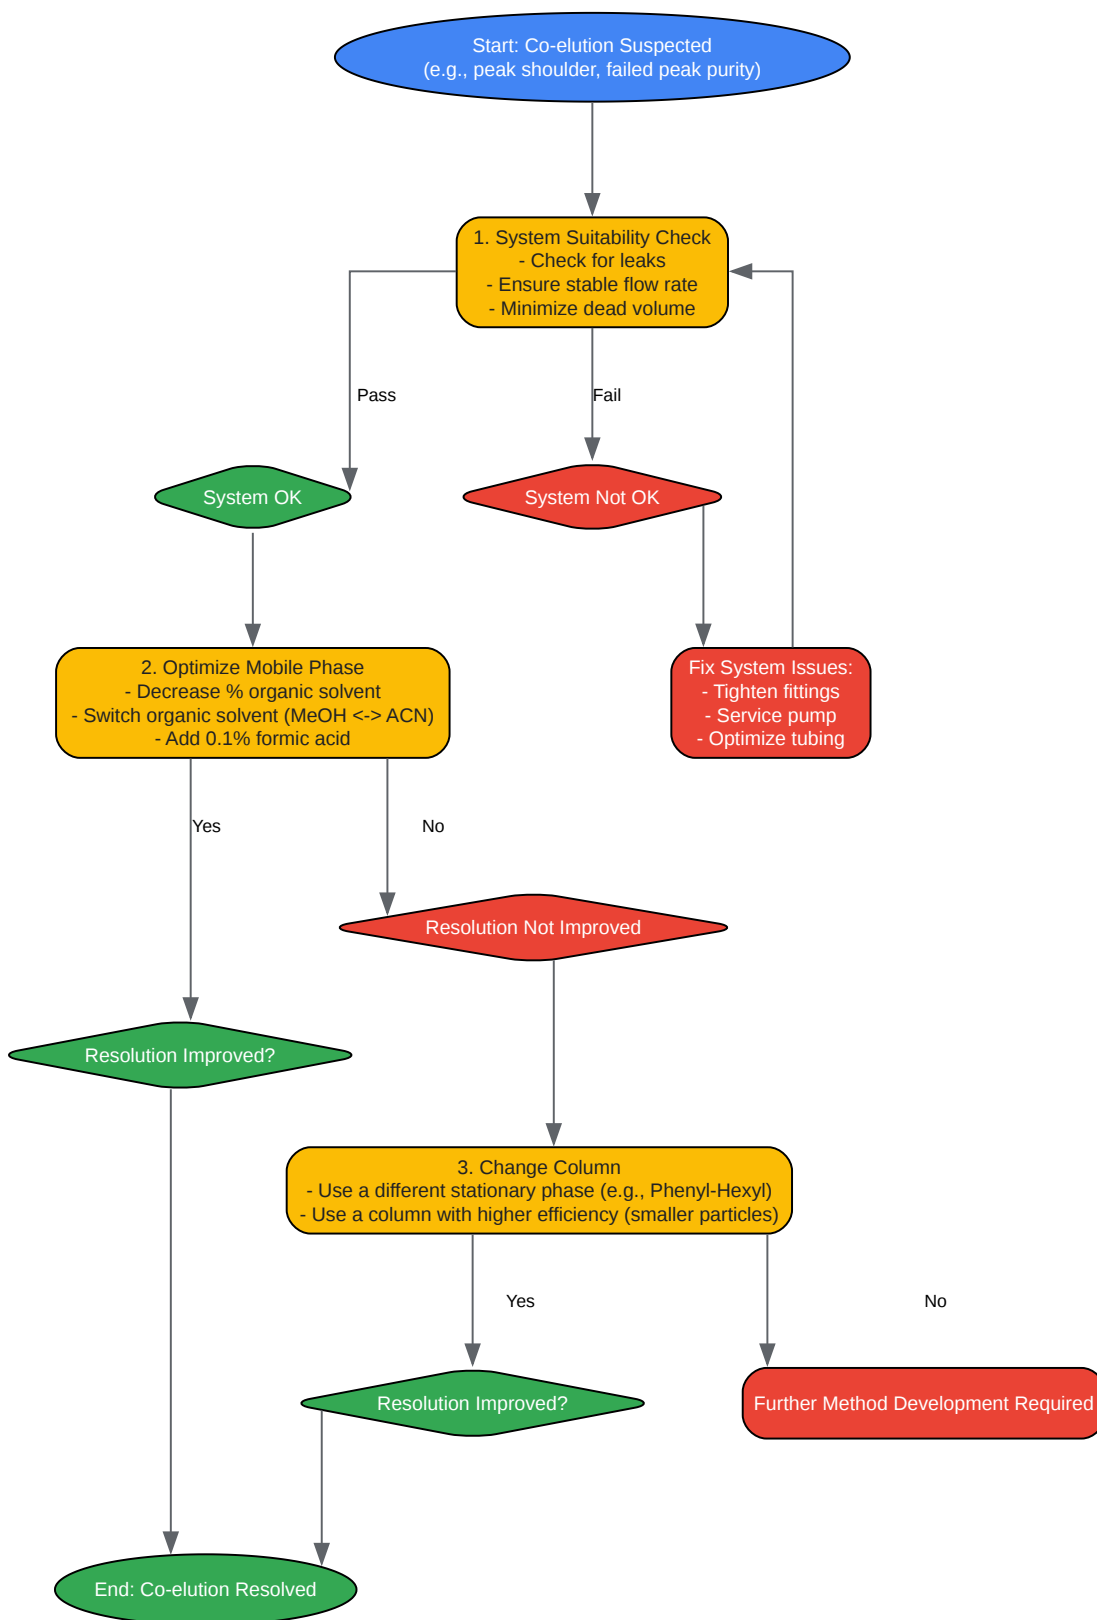 Start: Co-elution Suspected
(e.g., peak shoulder, failed peak purity)
1. System Suitability Check
- Check for leaks
- Ensure stable flow rate
- Minimize dead volume
Pass
Fail
System OK
System Not OK
2. Optimize Mobile Phase
- Decrease % organic solvent
- Switch organic solvent (MeOH <-> ACN)
- Add 0.1% formic acid
Fix System Issues:
- Tighten fittings
- Service pump
- Optimize tubing
Yes
No
Resolution Not Improved
Resolution Improved?
3. Change Column
- Use a different stationary phase (e.g., Phenyl-Hexyl)
- Use a column with higher efficiency (smaller particles)
Yes
No
Resolution Improved?
Further Method Development Required
End: Co-elution Resolved